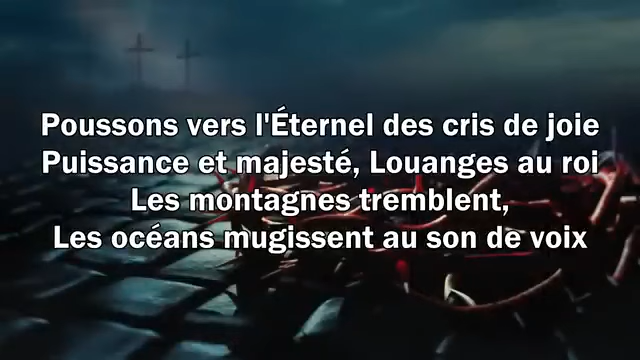 Poussons vers l'Éternel des cris de joie
Puissance et majesté, Louanges au roi
Les montagnes tremblent,
Les océans mugissent au son de voix